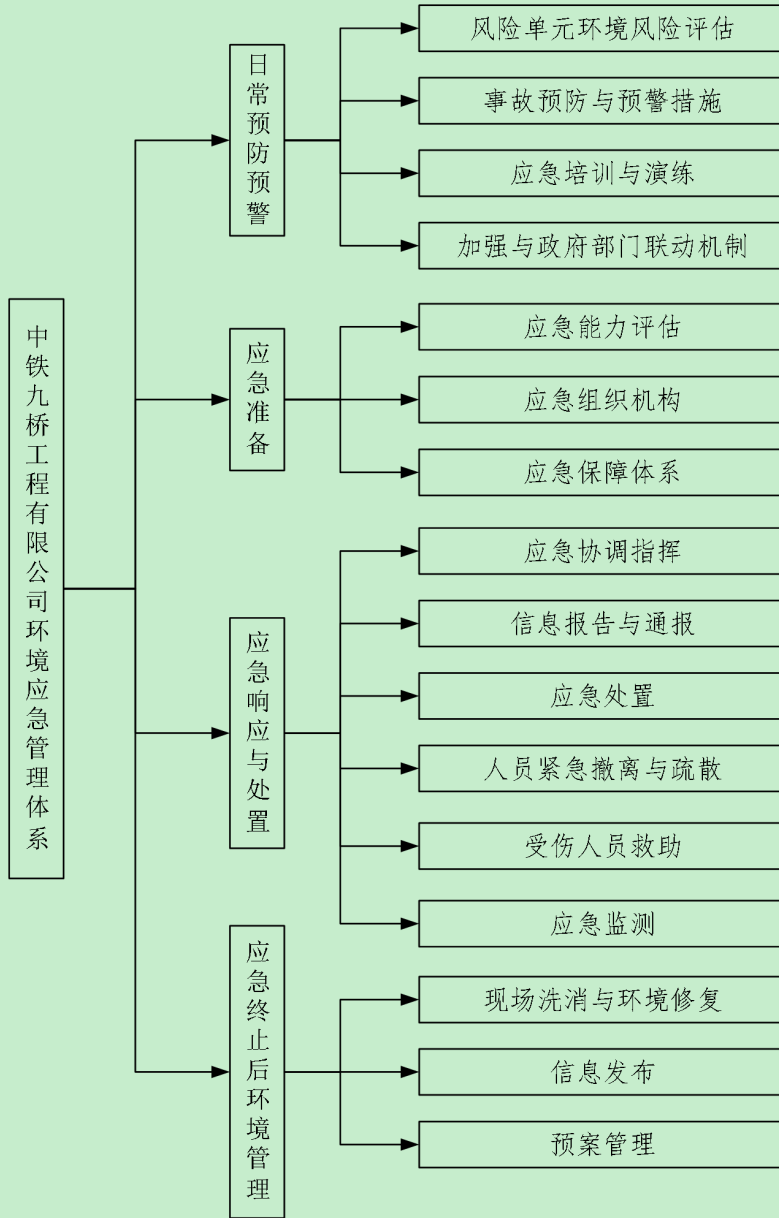 中铁九桥工程有限公司环境应急管理体系
日常预防预警
风险单元环境风险评估
事故预防与预警措施
应急培训与演练
加强与政府部门联动机制
应急准备
应急能力评估
应急组织机构
应急保障体系
应急响应与处置
应急协调指挥
信息报告与通报
应急处置
人员紧急撤离与疏散
受伤人员救助
应急监测
应急终止后环境管理
现场洗消与环境修复
信息发布
预案管理